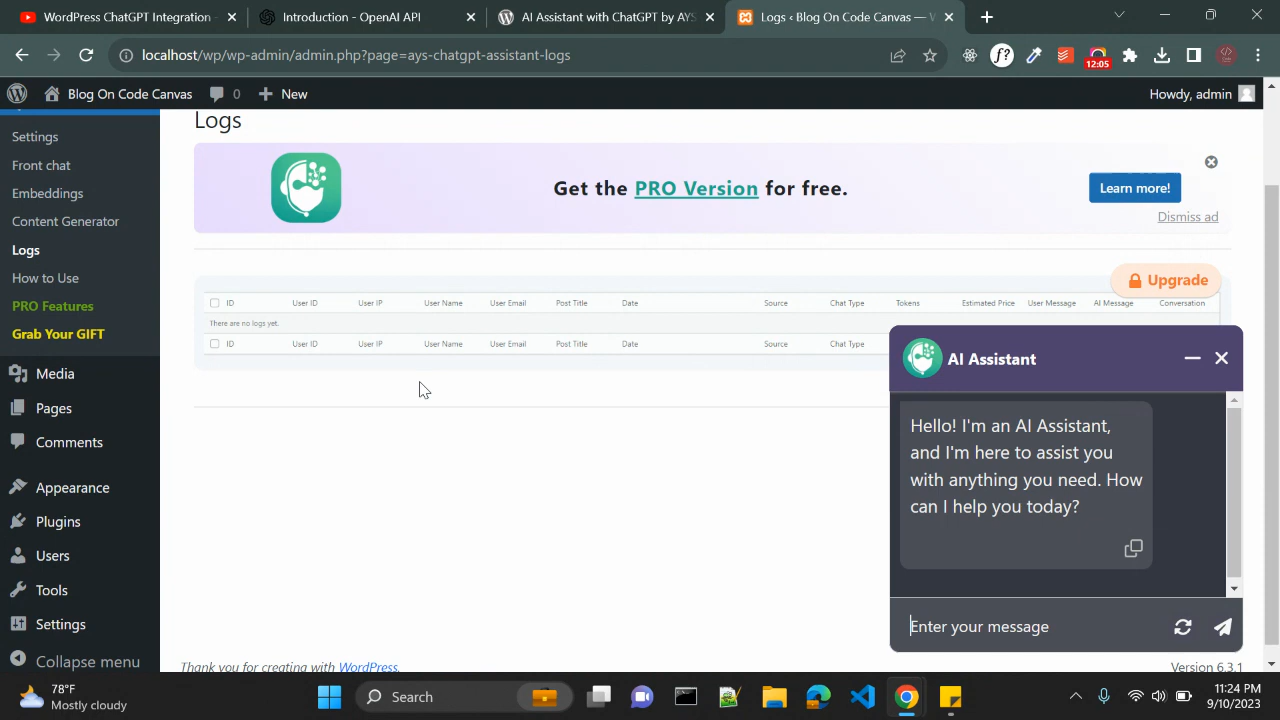 WordPress ChatGPT Integration -
Introduction - OpenAI API
AI Assistant with ChatGPT by AYS
Logs ‹ Blog On Code Canvas — W
localhost/wp/wp-admin/admin.php?page=ays-chatgpt-assistant-logs
f?
12:05
Blog On Code Canvas
0
New
Howdy, admin
Settings
Front chat
Embeddings
Content Generator
Logs
How to Use
PRO Features
Grab Your GIFT
Media
Pages
Comments
Appearance
Plugins
Users
Tools
Settings
Collapse menu
Logs
Get the PRO Version for free.
Learn more!
Dismiss ad
Upgrade
ID User ID User IP User Name User Email Post Title Date Source Chat Type Tokens Estimated Price User Message AI Message Conversation
There are no logs yet.
ID User ID User IP User Name User Email Post Title Date Source Chat Type
AI Assistant
Hello! I'm an AI Assistant,
and I'm here to assist you
with anything you need. How
can I help you today?
Enter your message
Thank you for creating with WordPress.
Version 6.3.1
78°F
Mostly cloudy
Search
11:24 PM
9/10/2023